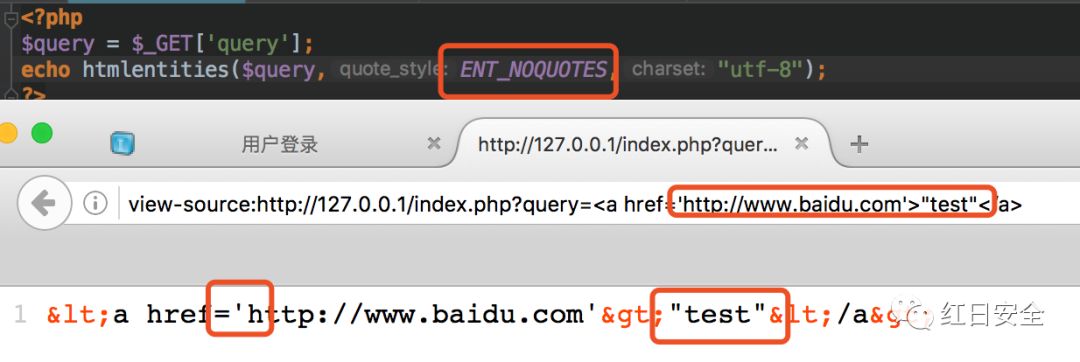 <?php
$query = $_GET['query'];
echo htmlentities($query, quote_style: ENT_NOQUOTES, charset: "utf-8");
?>
用户登录
http://127.0.0.1/index.php?quer...
view-source:http://127.0.0.1/index.php?query=<a href='http://www.baidu.com'>"test"</a>
1 &lt;a href='http://www.baidu.com'&gt;"test"&lt;/a&g
红日安全